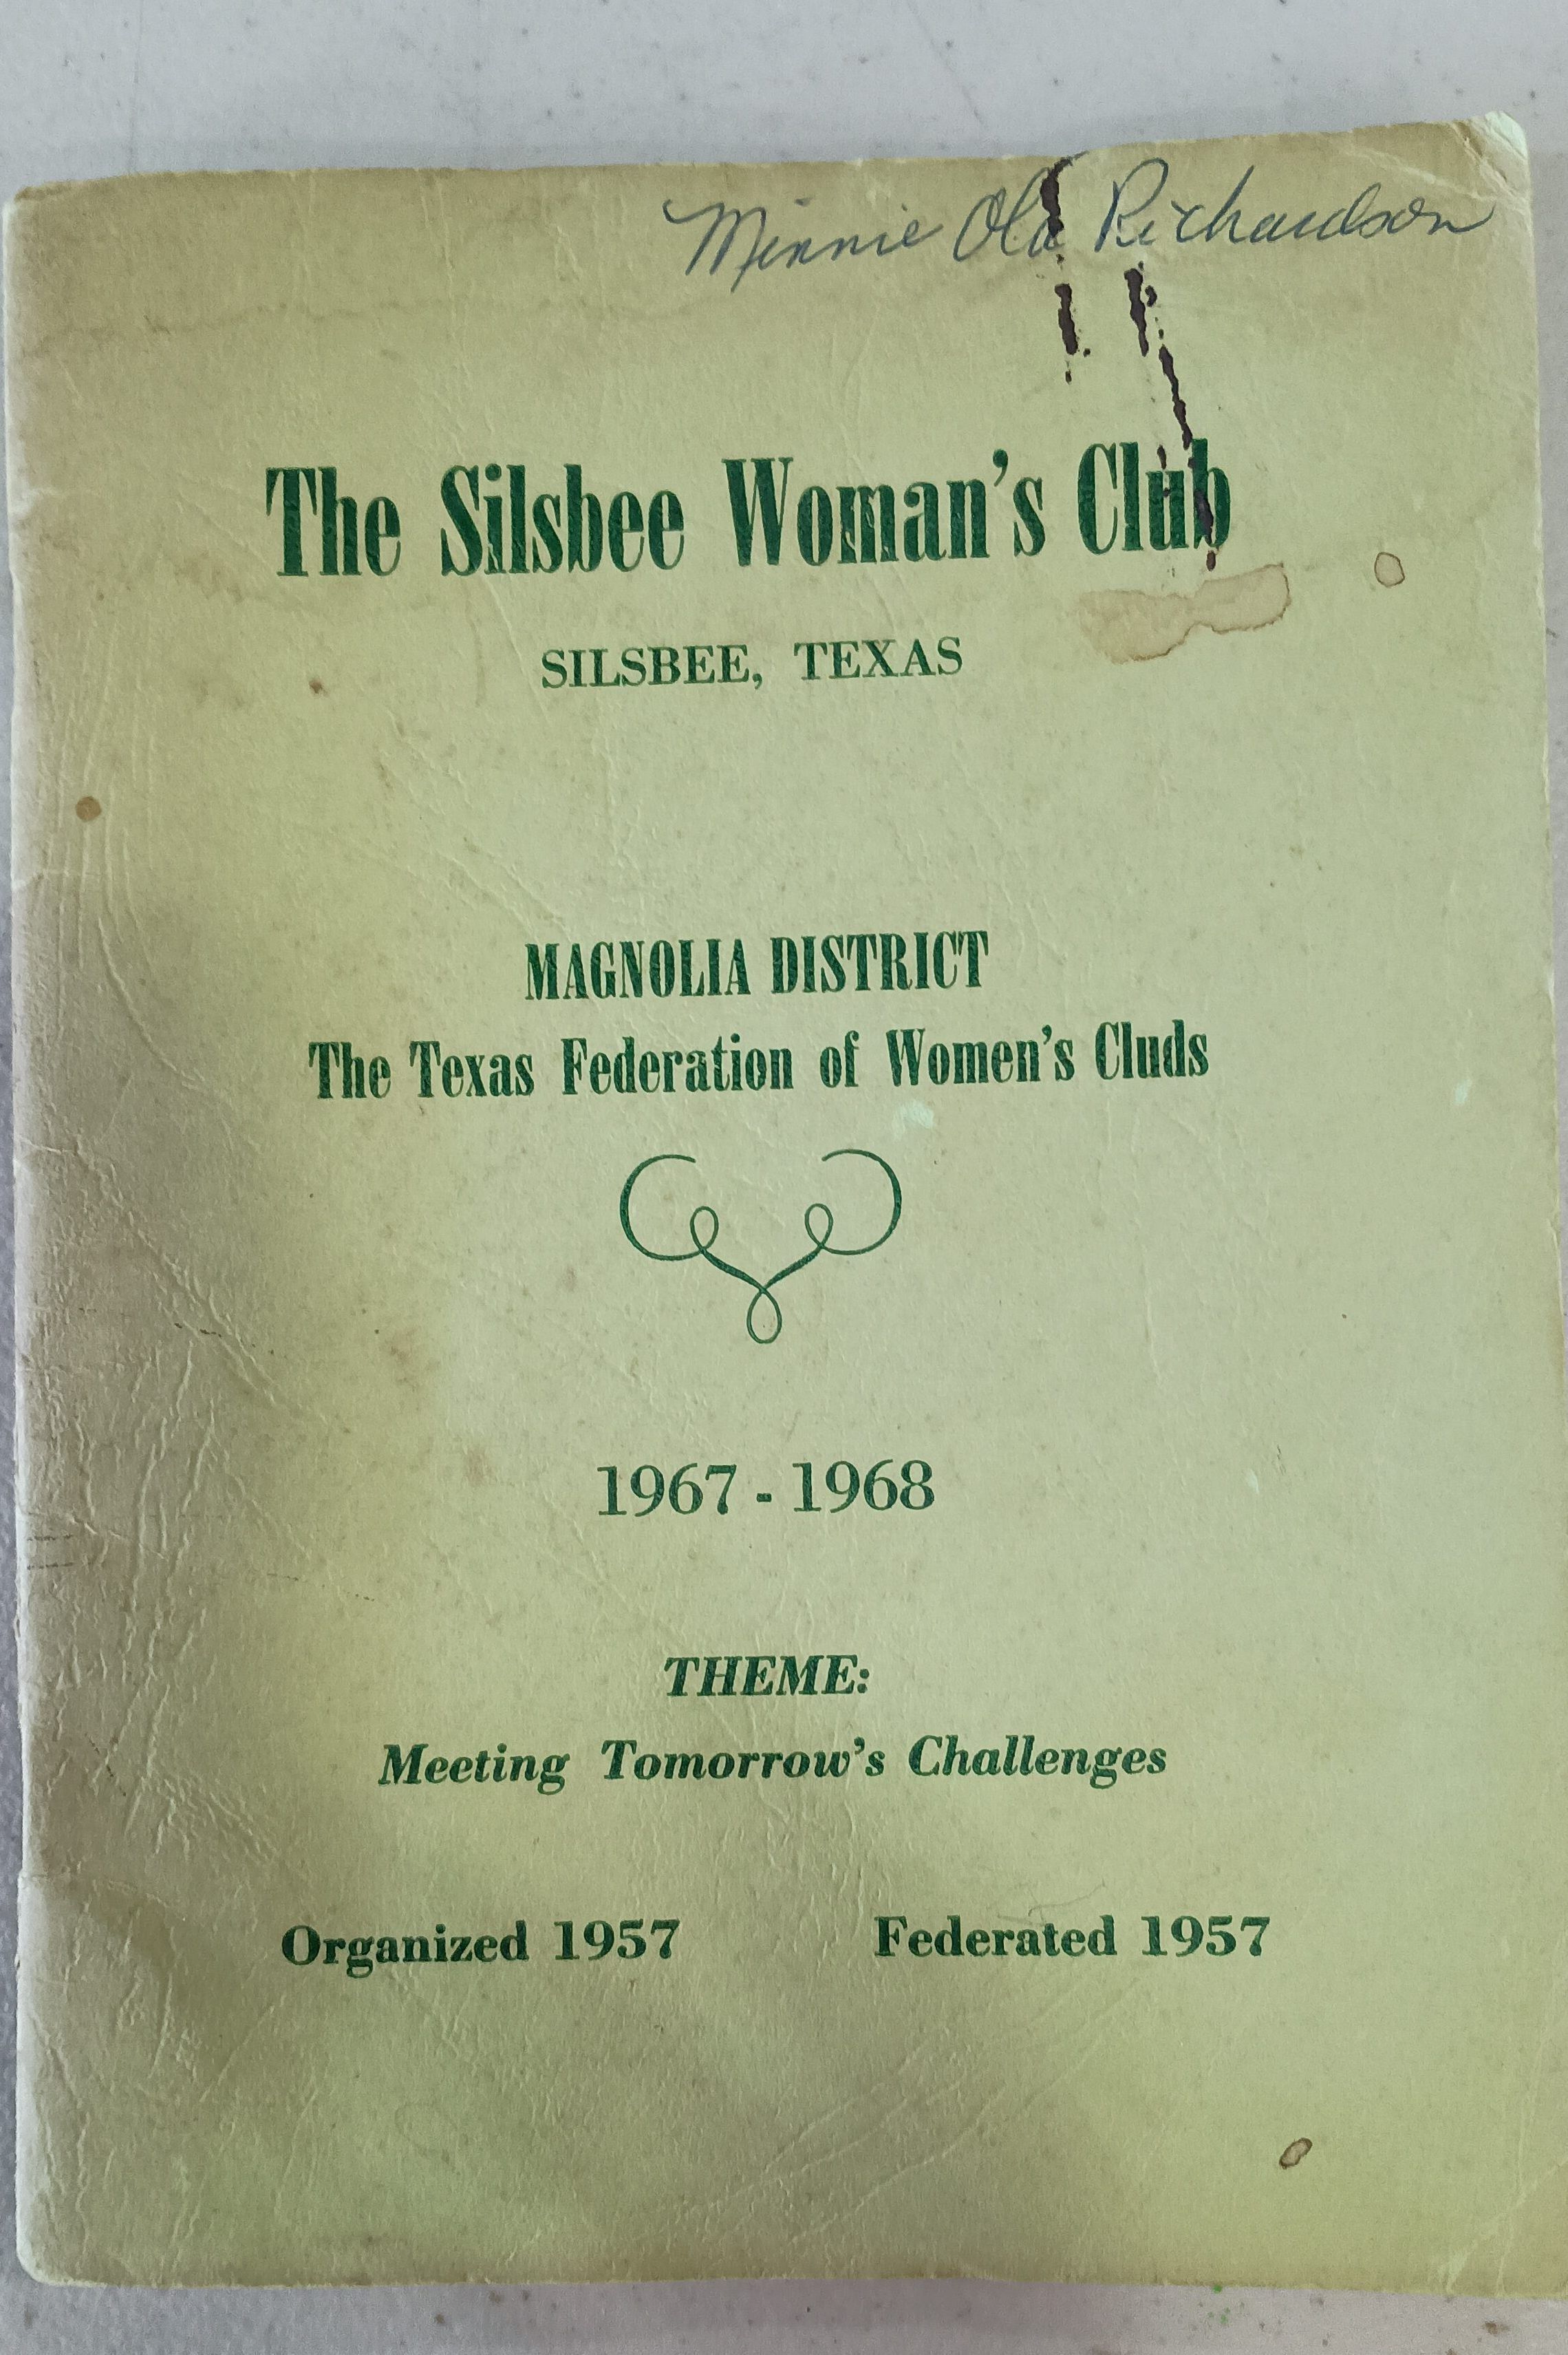 Minnie Ola Richardson
The Silsbee Woman's Club
SILSBEE, TEXAS
MAGNOLIA DISTRICT
The Texas Federation of Women's Cluds
1967 - 1968
THEME:
Meeting Tomorrow's Challenges
Organized 1957 Federated 1957